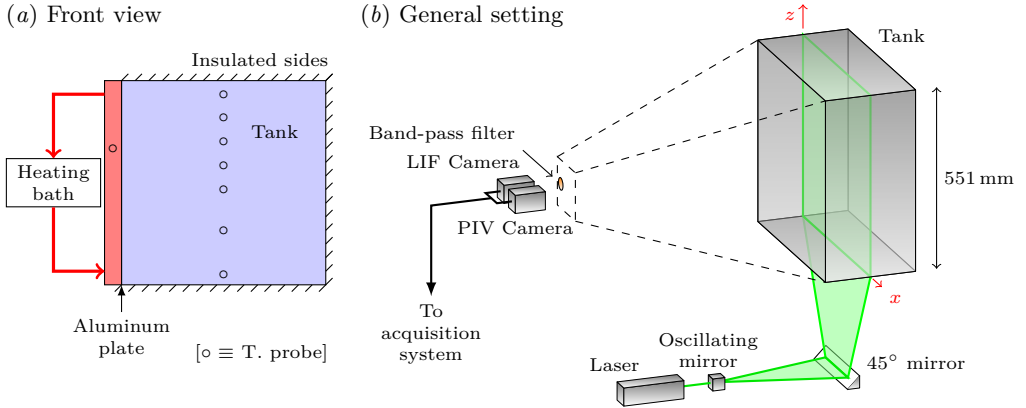 (a) Front view
Insulated sides
Tank
Heating
bath
Aluminum
plate
[○ ≡ T. probe]
(b) General setting
z
Tank
Band-pass filter
LIF Camera
PIV Camera
551 mm
x
To
acquisition
system
Oscillating
mirror
Laser
45° mirror